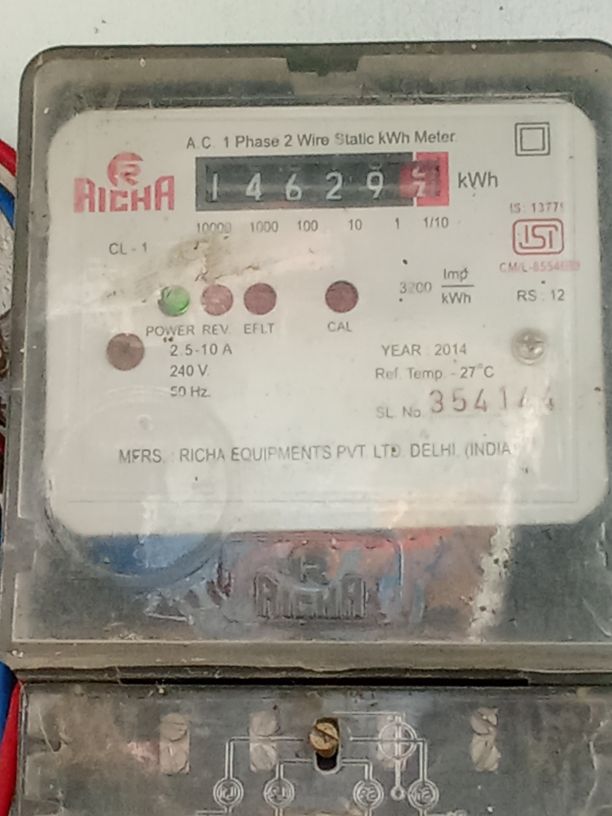 A.C. 1 Phase 2 Wire Static kWh Meter
RICHA
1 4 6 2 9
kWh
10000 1000 100 10 1 1/10
IS: 13779
ISI
CL - 1
3200 Imp/kWh
RS : 12
POWER REV. EFLT CAL
2.5-10 A
240 V.
50 Hz.
YEAR : 2014
Ref. Temp. - 27°C
SL. No.
MFRS. : RICHA EQUIPMENTS PVT. LTD. DELHI. (INDIA)
RICHA